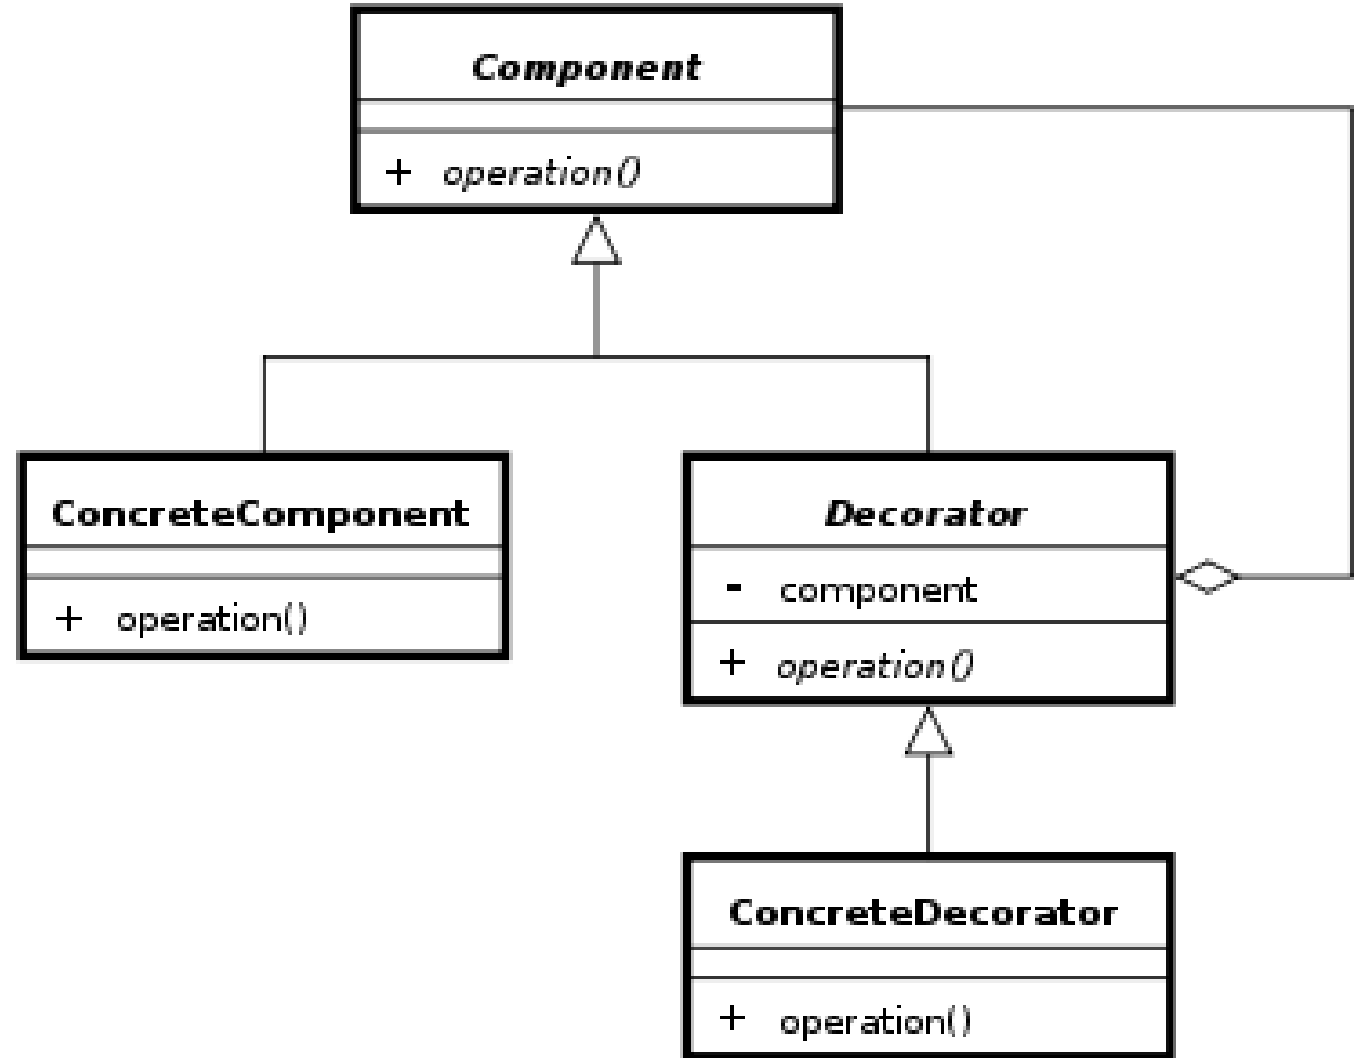 Component
+ operation()
ConcreteComponent
+ operation()
Decorator
- component
+ operation()
ConcreteDecorator
+ operation()